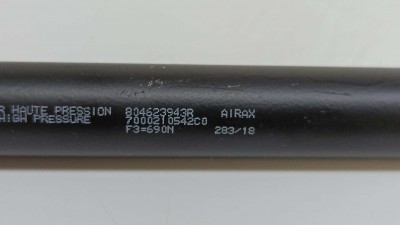 R HAUTE PRESSION 804623943R AIRAX
HIGH PRESSURE 7000210542C0
F3=690N 283/18